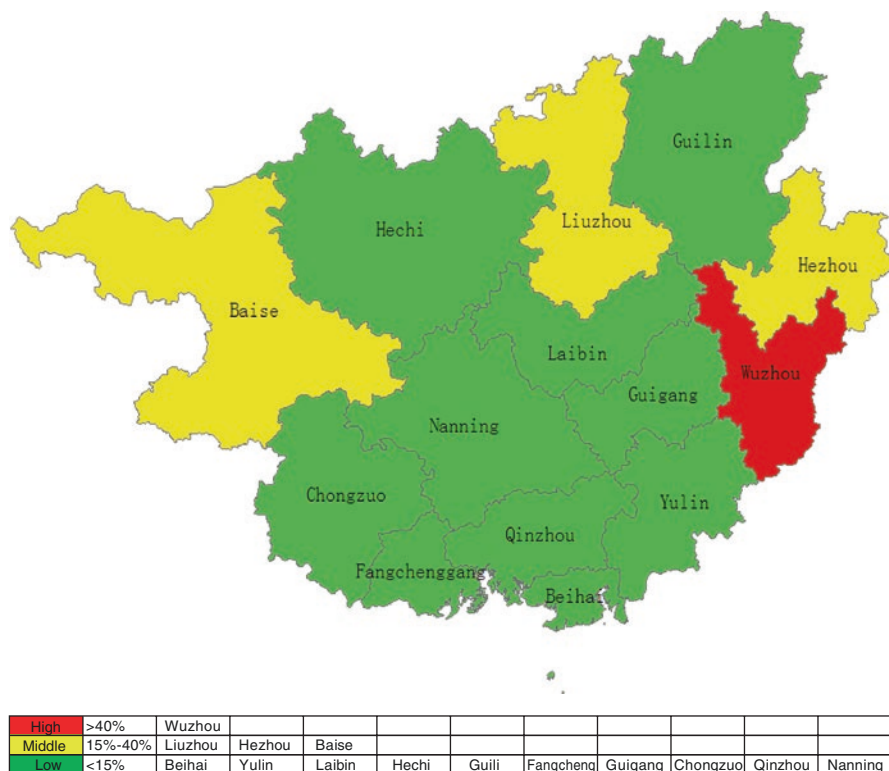 Guilin
Liuzhou
Hechi
Hezhou
Baise
Laibin
Wuzhou
Guigang
Nanning
Chongzuo
Yulin
Qinzhou
Fangchenggang
Beihai
High >40% Wuzhou
Middle 15%-40% Liuzhou Hezhou Baise
Low <15% Beihai Yulin Laibin Hechi Guili Fangcheng Guigang Chongzuo Qinzhou Nanning